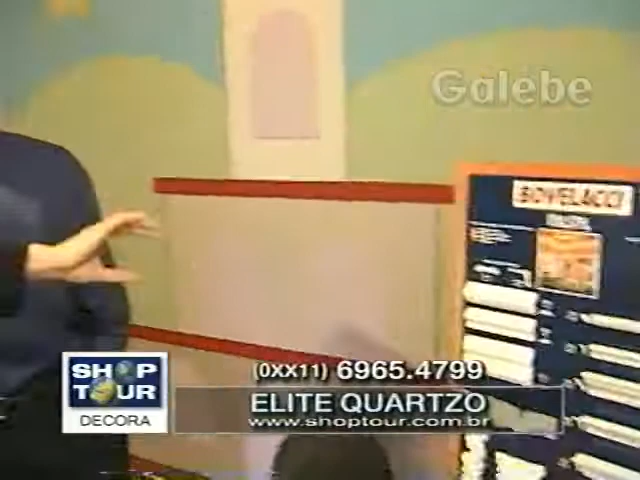 Galebe
BOVELACCI
(0XX11) 6965.4799
SHOP
TOUR
DECORA
ELITE QUARTZO
www.shoptour.com.br